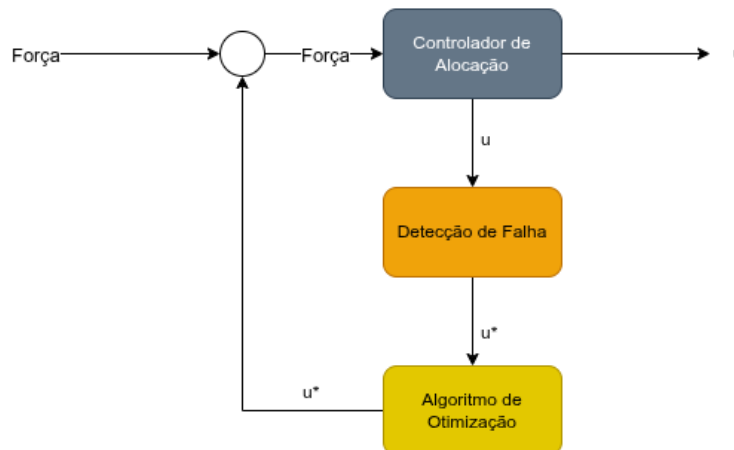 Força
Força
Controlador de
Alocação
u
Detecção de Falha
u*
Algoritmo de
Otimização
u*